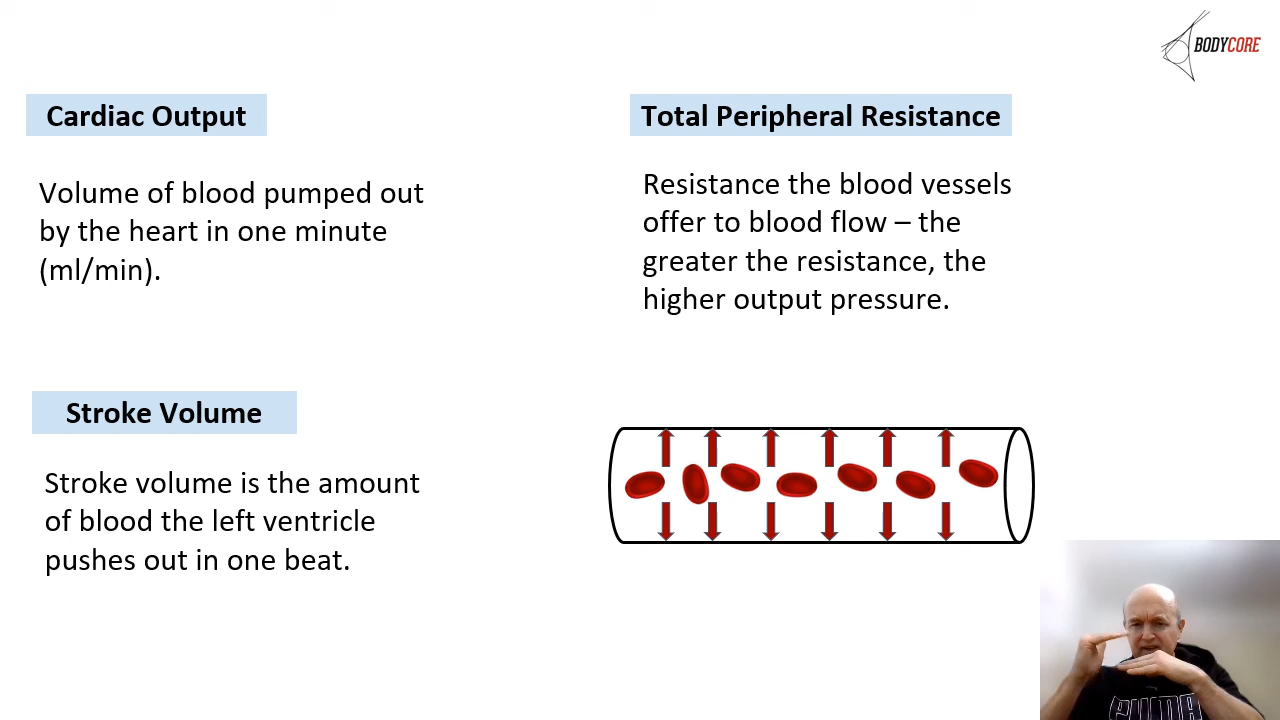 BODYCORE
Cardiac Output
Volume of blood pumped out
by the heart in one minute
(ml/min).
Total Peripheral Resistance
Resistance the blood vessels
offer to blood flow – the
greater the resistance, the
higher output pressure.
Stroke Volume
Stroke volume is the amount
of blood the left ventricle
pushes out in one beat.
PUMA